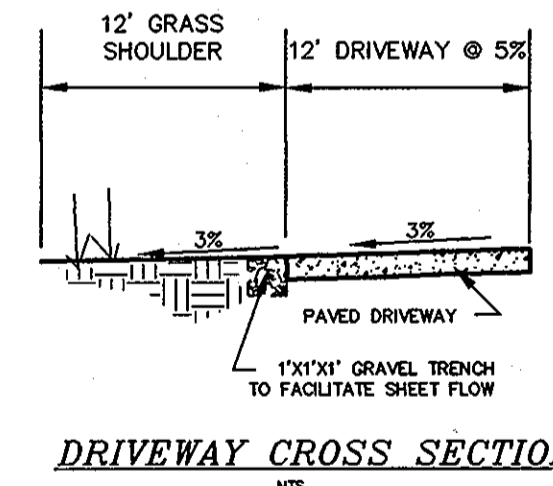 12' GRASS
SHOULDER
12' DRIVEWAY @ 5%
3%
3%
PAVED DRIVEWAY
1'X1'X1' GRAVEL TRENCH
TO FACILITATE SHEET FLOW
DRIVEWAY CROSS SECTION
NTS